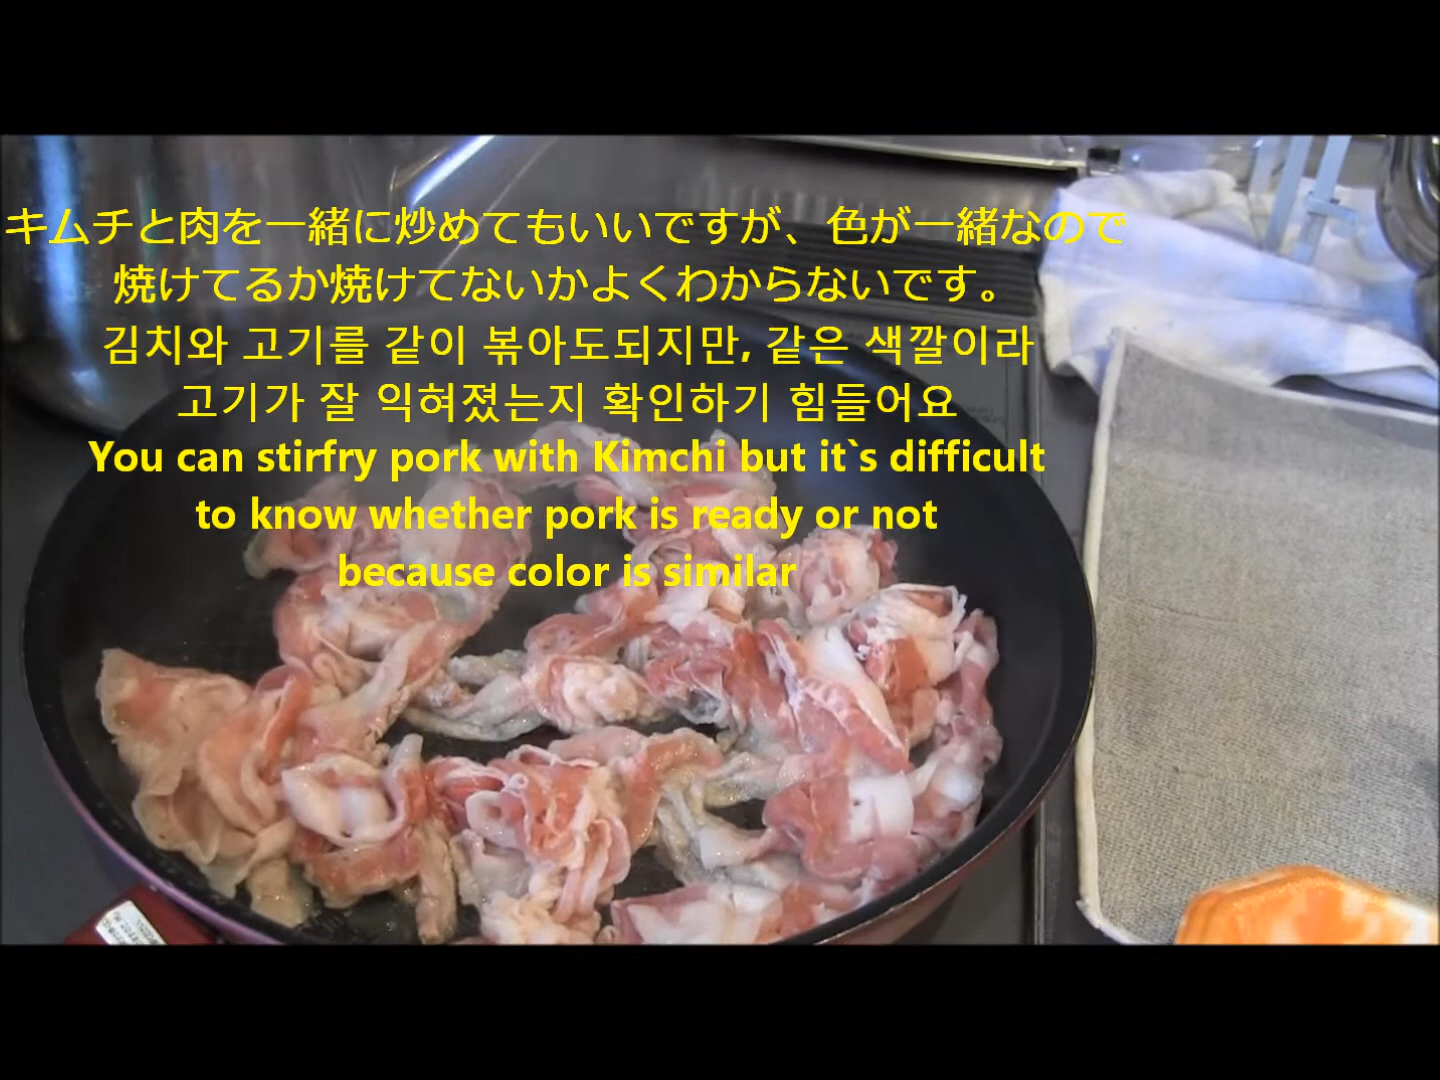 キムチと肉を一緒に炒めてもいいですが、色が一緒なので
焼けてるか焼けてないかよくわからないです。
김치와 고기를 같이 볶아도되지만, 같은 색깔이라
고기가 잘 익혀졌는지 확인하기 힘들어요
You can stirfry pork with Kimchi but it`s difficult
to know whether pork is ready or not
because color is similar